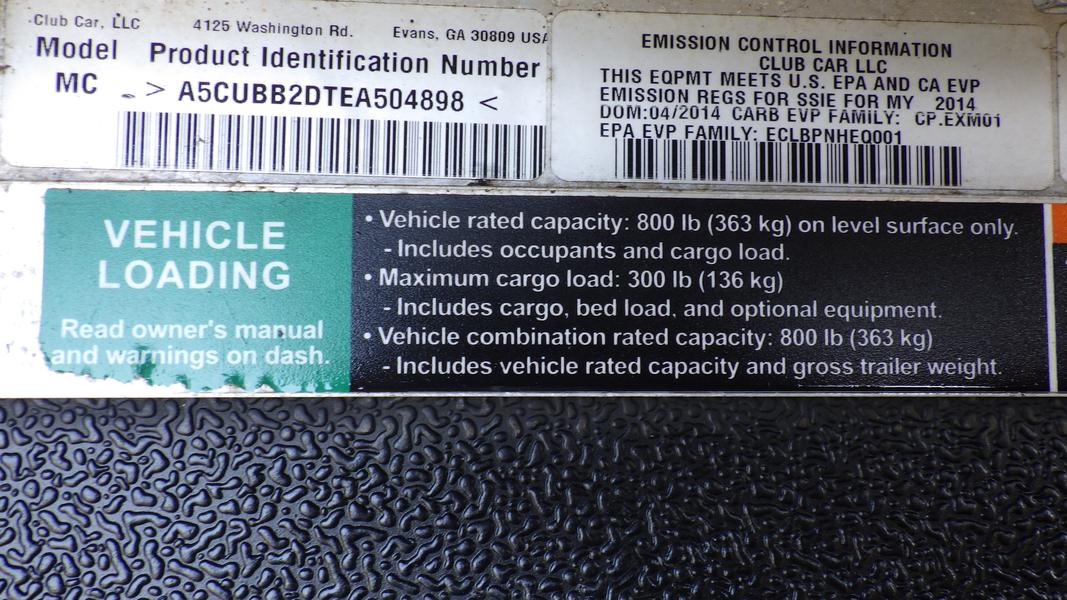 Club Car, LLC 4125 Washington Rd. Evans, GA 30809 USA
Model Product Identification Number
MC > A5CUBB2DTEA504898 <
EMISSION CONTROL INFORMATION
CLUB CAR LLC
THIS EQPMT MEETS U.S. EPA AND CA EVP
EMISSION REGS FOR SSIE FOR MY 2014
DOM:04/2014 CARB EVP FAMILY: CP.EXM01
EPA EVP FAMILY: ECLBPNHEQ001
VEHICLE
LOADING
Read owner's manual
and warnings on dash.
• Vehicle rated capacity: 800 lb (363 kg) on level surface only.
- Includes occupants and cargo load.
• Maximum cargo load: 300 lb (136 kg)
- Includes cargo, bed load, and optional equipment.
• Vehicle combination rated capacity: 800 lb (363 kg)
- Includes vehicle rated capacity and gross trailer weight.